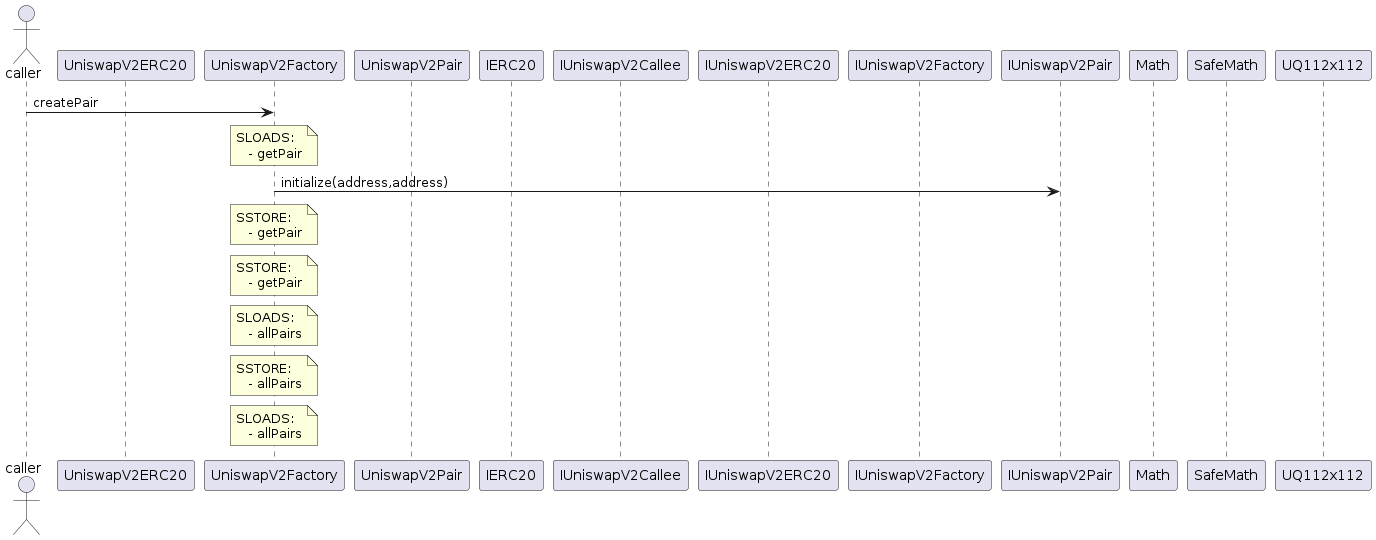 caller
UniswapV2ERC20
UniswapV2Factory
UniswapV2Pair
IERC20
IUniswapV2Callee
IUniswapV2ERC20
IUniswapV2Factory
IUniswapV2Pair
Math
SafeMath
UQ112x112
createPair
SLOADS:
- getPair
initialize(address,address)
SSTORE:
- getPair
SSTORE:
- getPair
SLOADS:
- allPairs
SSTORE:
- allPairs
SLOADS:
- allPairs
caller
UniswapV2ERC20
UniswapV2Factory
UniswapV2Pair
IERC20
IUniswapV2Callee
IUniswapV2ERC20
IUniswapV2Factory
IUniswapV2Pair
Math
SafeMath
UQ112x112